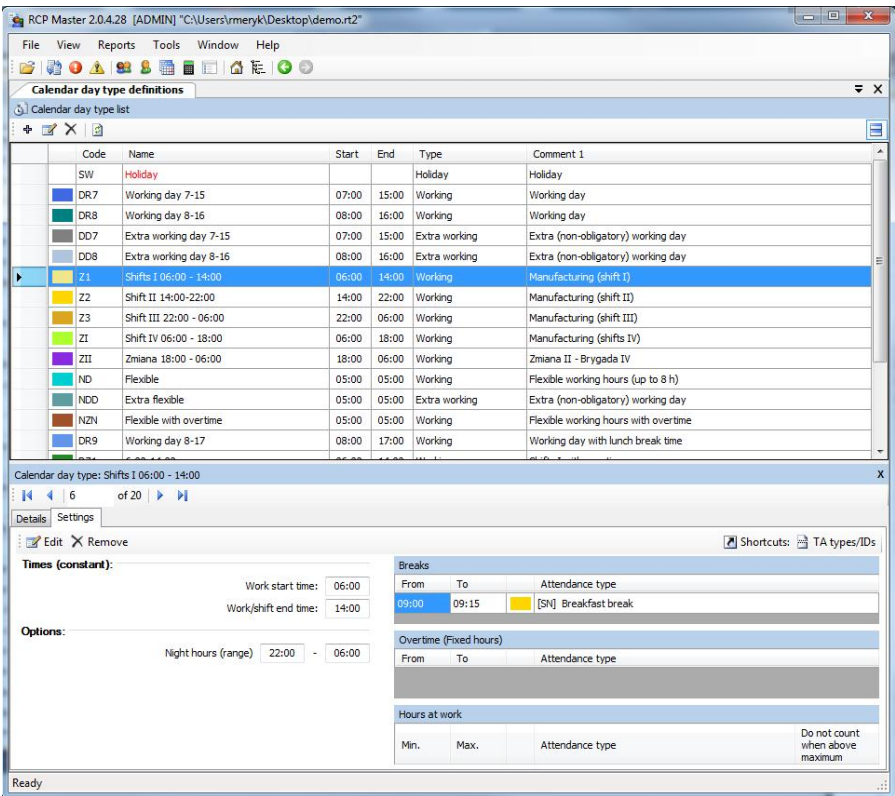 RCP Master 2.0.4.28 [ADMIN] "C:\Users\rmeryk\Desktop\demo.rt2"
File View Reports Tools Window Help
Calendar day type definitions
Calendar day type list
Code Name Start End Type Comment 1
SW Holiday Holiday Holiday
DR7 Working day 7-15 07:00 15:00 Working Working day
DR8 Working day 8-16 08:00 16:00 Working Working day
DD7 Extra working day 7-15 07:00 15:00 Extra working Extra (non-obligatory) working day
DD8 Extra working day 8-16 08:00 16:00 Extra working Extra (non-obligatory) working day
Z1 Shifts I 06:00 - 14:00 06:00 14:00 Working Manufacturing (shift I)
Z2 Shift II 14:00-22:00 14:00 22:00 Working Manufacturing (shift II)
Z3 Shift III 22:00 - 06:00 22:00 06:00 Working Manufacturing (shift III)
ZI Shift IV 06:00 - 18:00 06:00 18:00 Working Manufacturing (shifts IV)
ZII Zmiana 18:00 - 06:00 18:00 06:00 Working Zmiana II - Brygada IV
ND Flexible 05:00 05:00 Working Flexible working hours (up to 8 h)
NDD Extra flexible 05:00 05:00 Extra working Extra (non-obligatory) working day
NZN Flexible with overtime 05:00 05:00 Working Flexible working hours with overtime
DR9 Working day 8-17 08:00 17:00 Working Working day with lunch break time
Calendar day type: Shifts I 06:00 - 14:00 X
6 of 20
Details Settings
Edit Remove Shortcuts: TA types/IDs
Times (constant):
Work start time: 06:00
Work/shift end time: 14:00
Options:
Night hours (range) 22:00 - 06:00
Breaks
From To Attendance type
09:00 09:15 [SN] Breakfast break
Overtime (Fixed hours)
From To Attendance type
Hours at work
Min. Max. Attendance type Do not count when above maximum
Ready